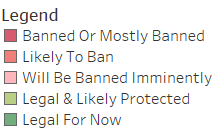 Legend
Banned Or Mostly Banned
Likely To Ban
Will Be Banned Imminently
Legal & Likely Protected
Legal For Now